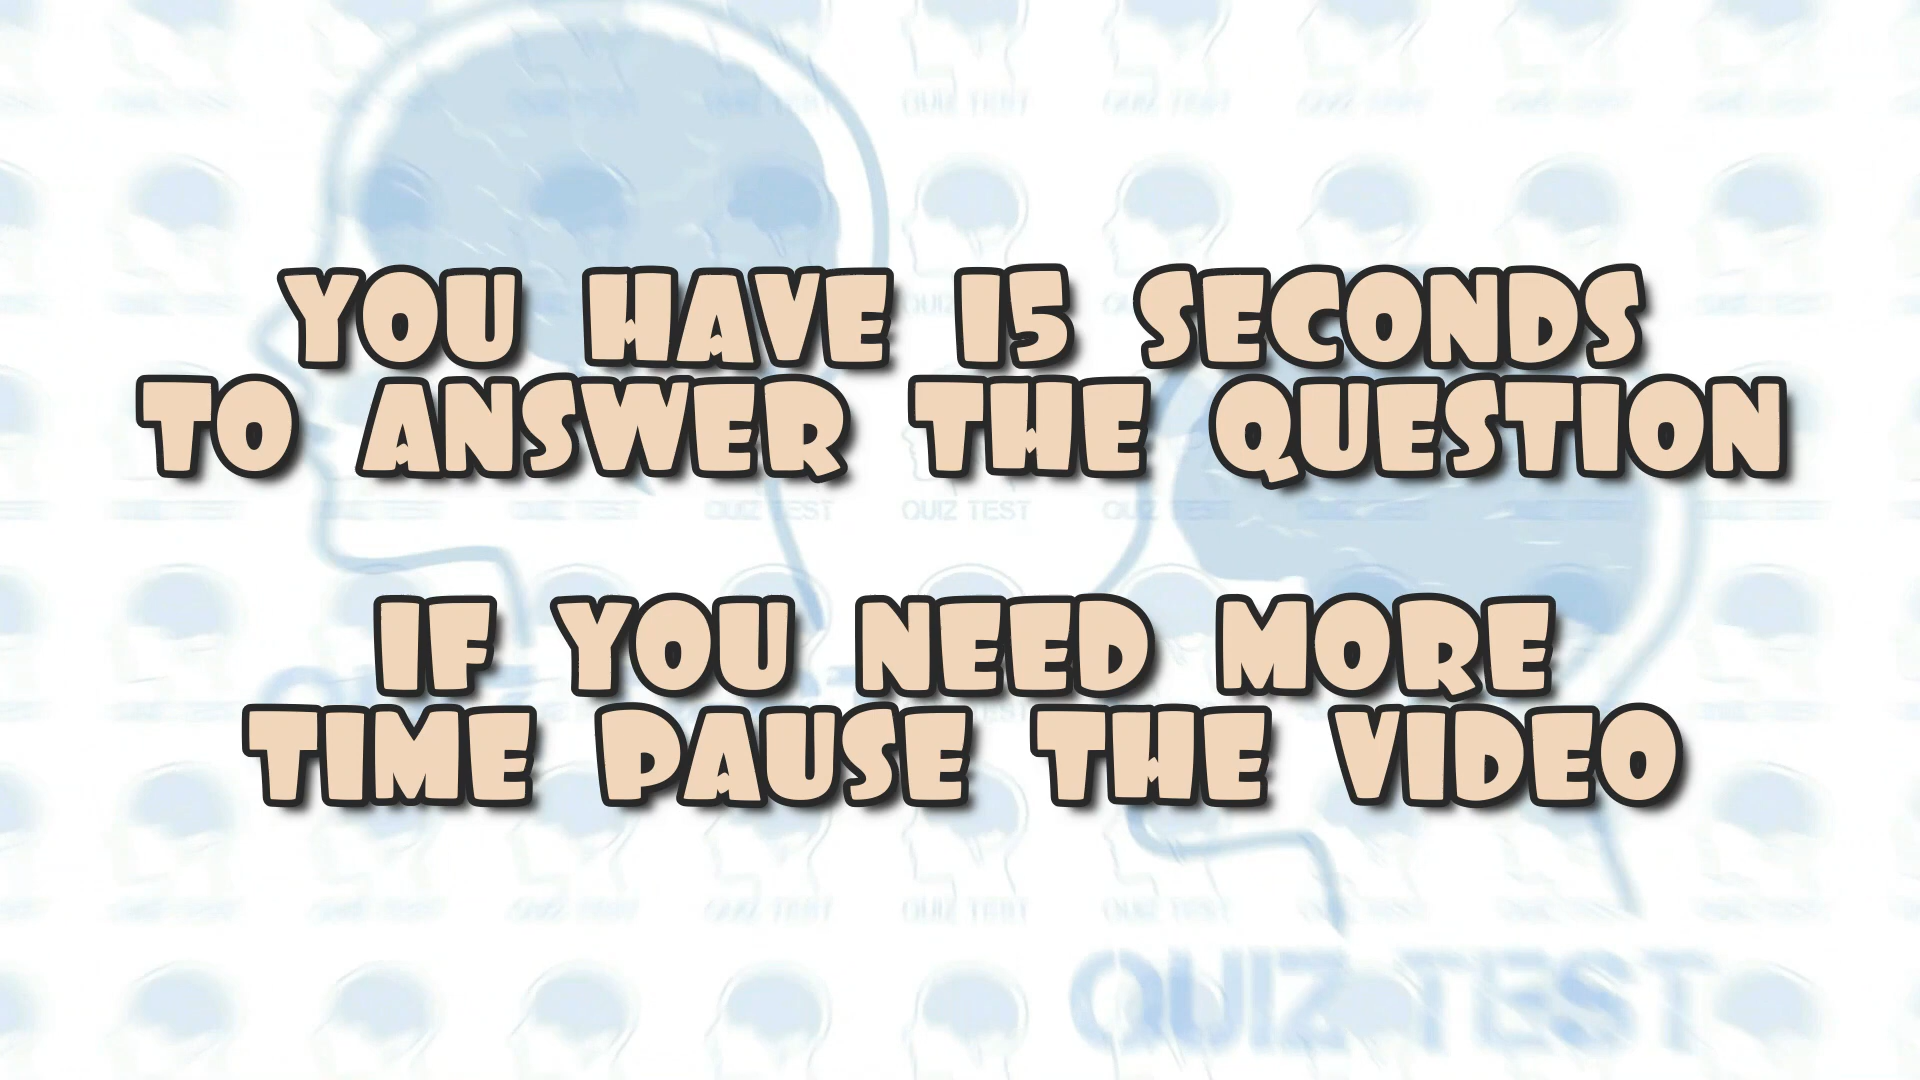 YOU HAVE 15 SECONDS
TO ANSWER THE QUESTION
IF YOU NEED MORE
TIME PAUSE THE VIDEO
QUIZ TEST